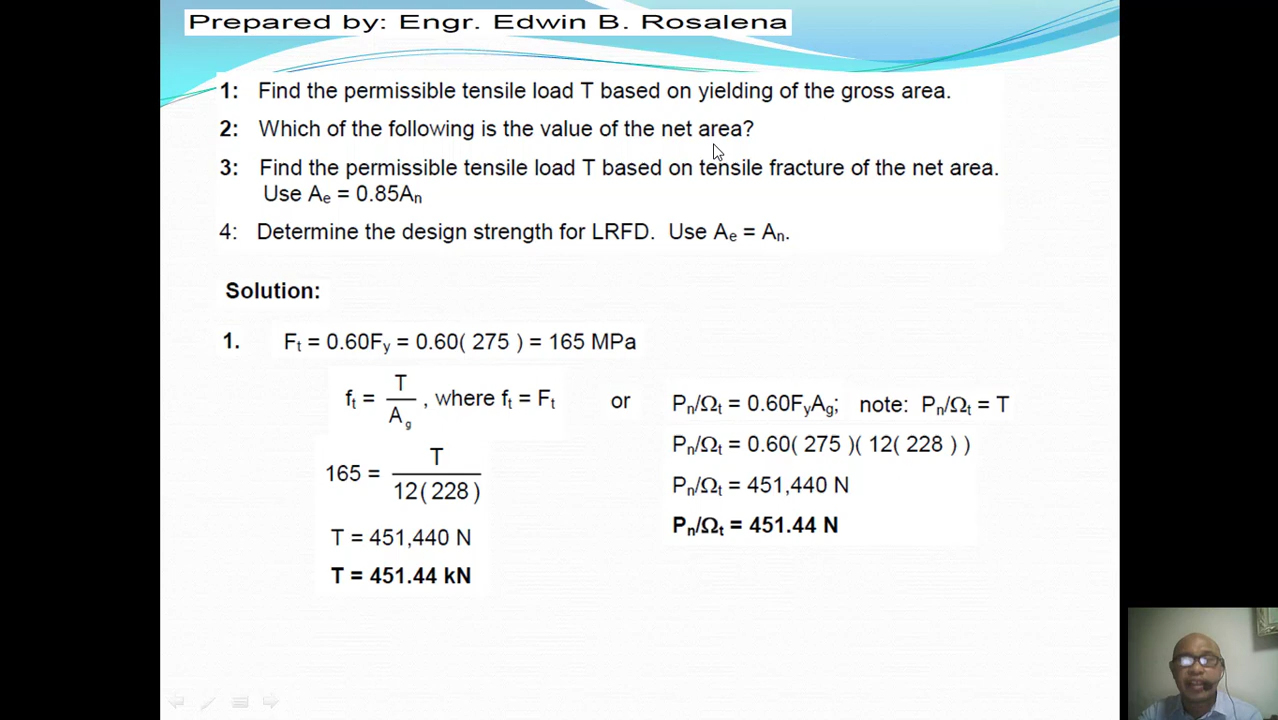 Prepared by: Engr. Edwin B. Rosalena
1: Find the permissible tensile load T based on yielding of the gross area.
2: Which of the following is the value of the net area?
3: Find the permissible tensile load T based on tensile fracture of the net area.
Use Ae = 0.85An
4: Determine the design strength for LRFD. Use Ae = An.
Solution:
1. Ft = 0.60Fy = 0.60( 275 ) = 165 MPa
ft = T / Ag , where ft = Ft
165 = T / 12( 228 )
T = 451,440 N
T = 451.44 kN
or
Pn/Ωt = 0.60FyAg; note: Pn/Ωt = T
Pn/Ωt = 0.60( 275 )( 12( 228 ) )
Pn/Ωt = 451,440 N
Pn/Ωt = 451.44 N